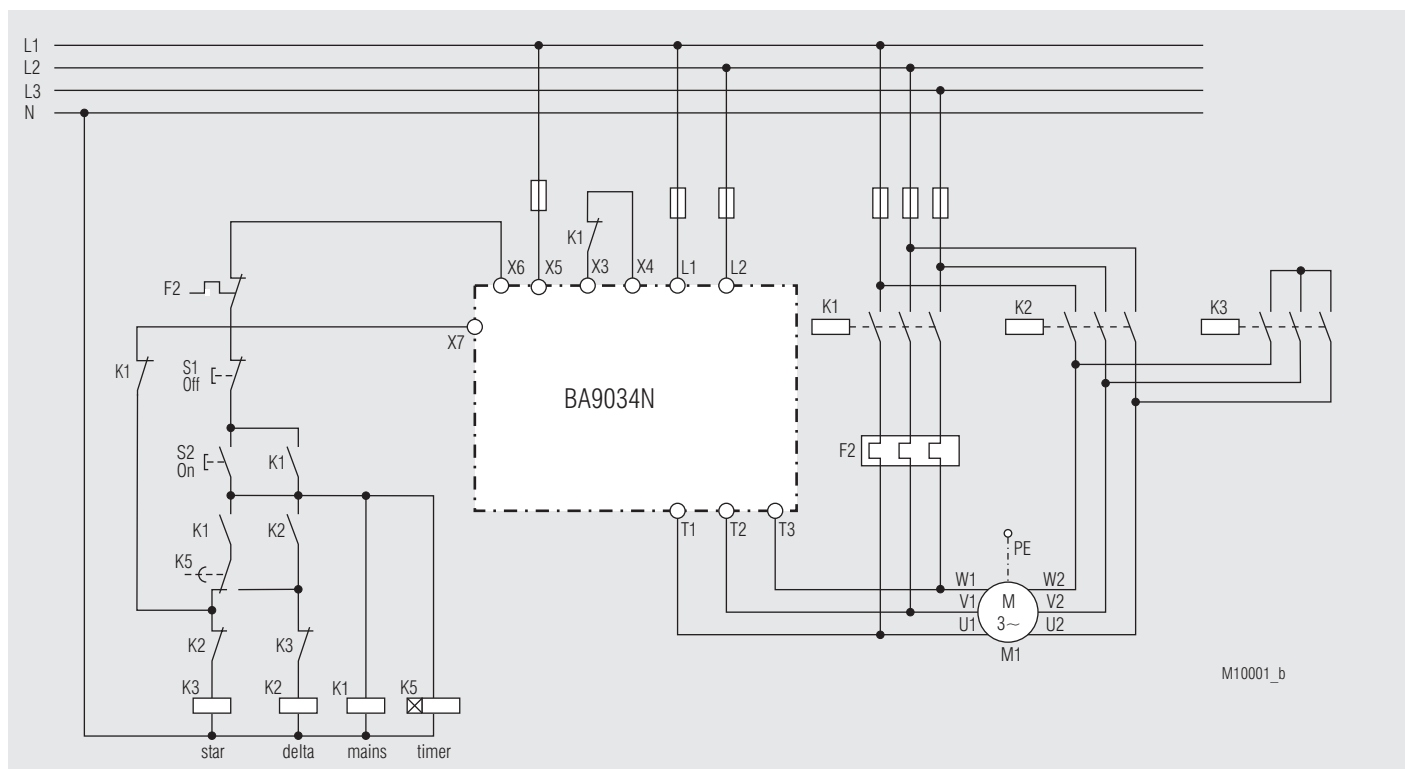 L1
L2
L3
N
K1
X6
X5
X3
X4
L1
L2
F2
K1
K2
K3
X7
K1
S1
Off
BA9034N
S2
On
K1
F2
K1
K2
T1
T2
T3
K5
PE
W1
M
W2
V1
3~
V2
U1
U2
M1
K2
K3
M10001_b
K3
K2
K1
K5
star
delta
mains
timer